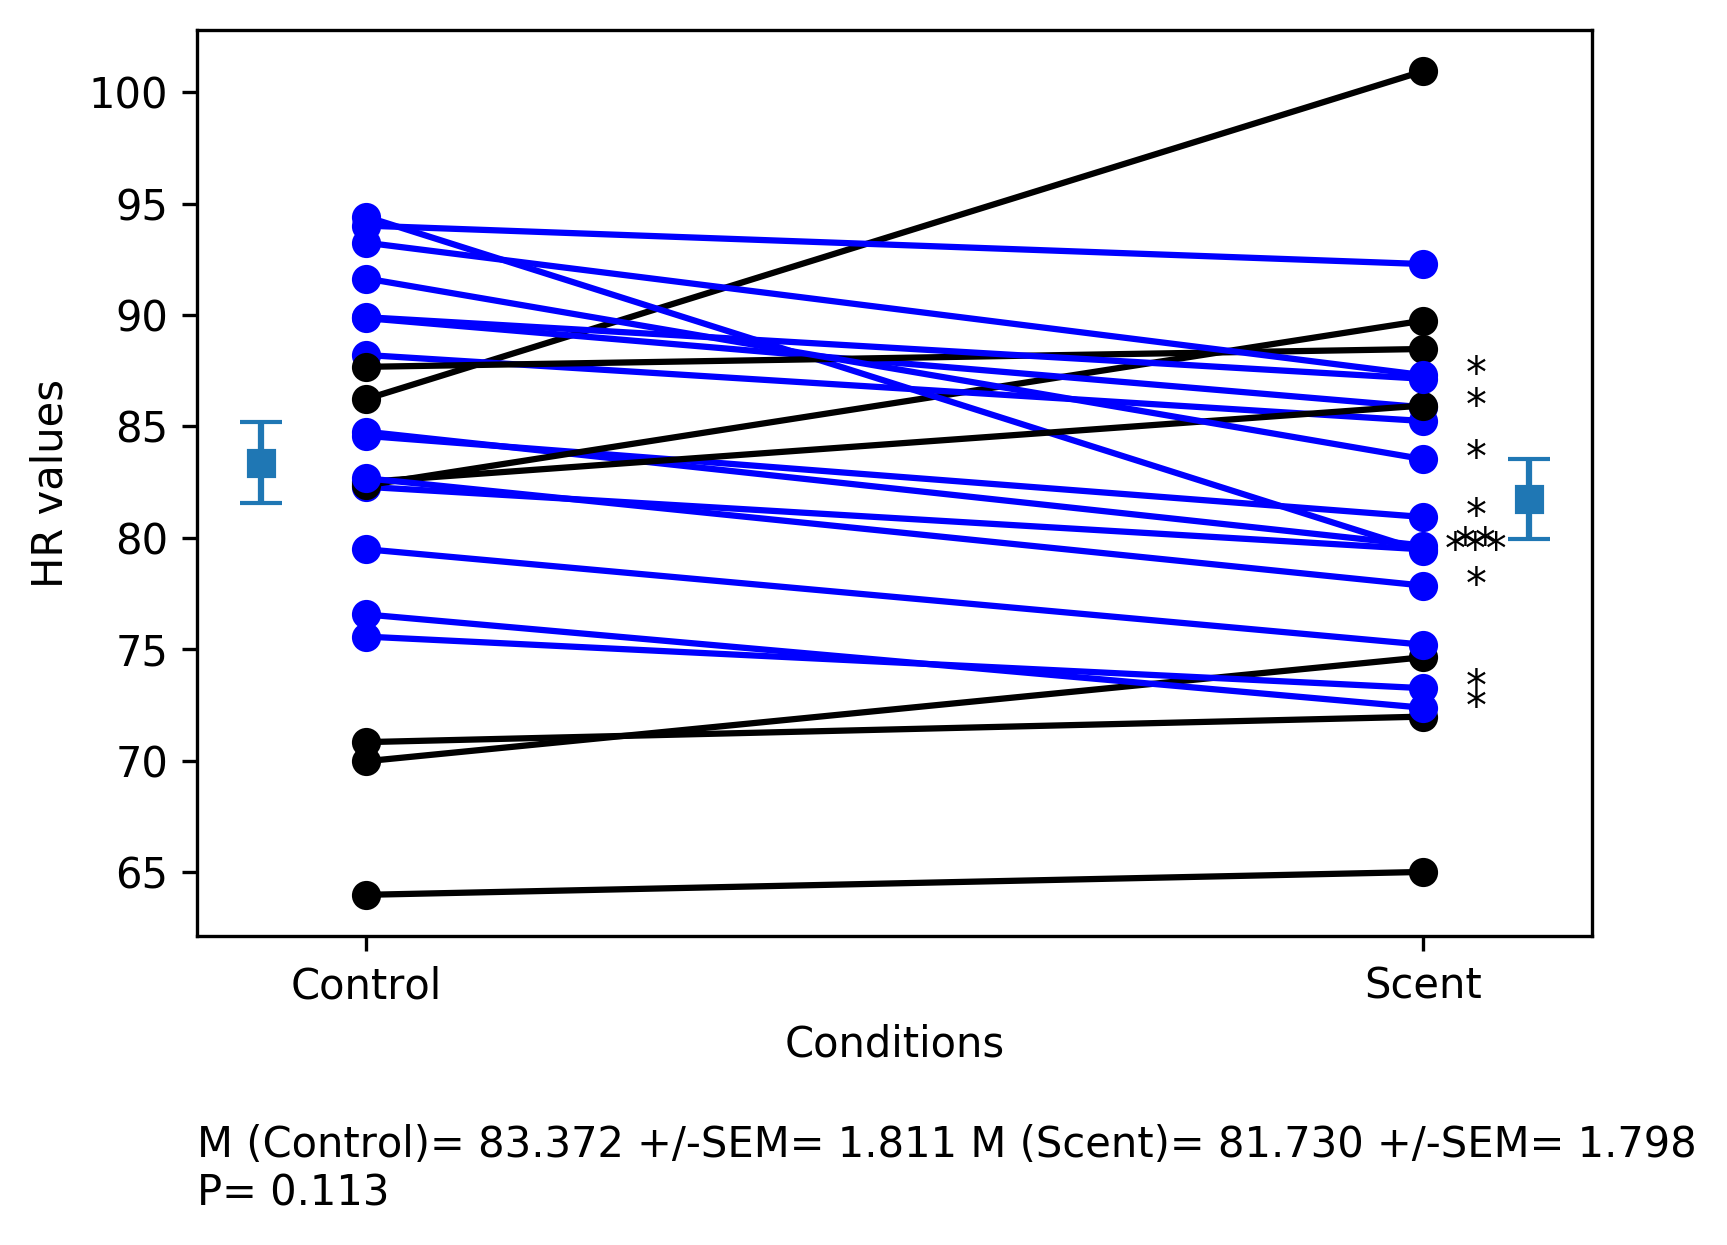 100
95
90
85
80
75
70
65
HR values
*
*
*
*
* * * *
*
*
*
Control Scent
Conditions
M (Control)= 83.372 +/-SEM= 1.811 M (Scent)= 81.730 +/-SEM= 1.798
P= 0.113